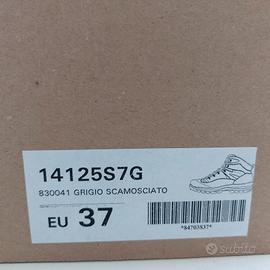 14125S7G
830041 GRIGIO SCAMOSCIATO
EU 37
*84703837*
subito